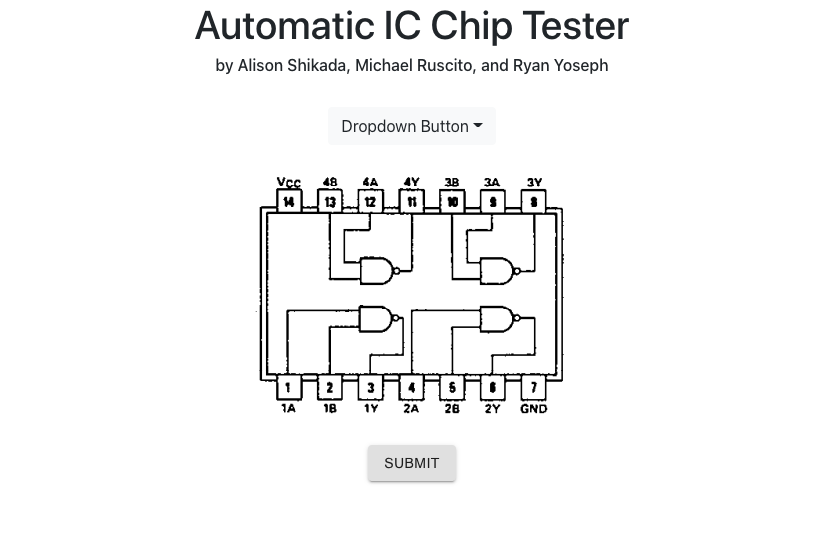 Automatic IC Chip Tester
by Alison Shikada, Michael Ruscito, and Ryan Yoseph
Dropdown Button
VCC 4B 4A 4Y 3B 3A 3Y
14 13 12 11 10 9 8
1 2 3 4 5 6 7
1A 1B 1Y 2A 2B 2Y GND
SUBMIT